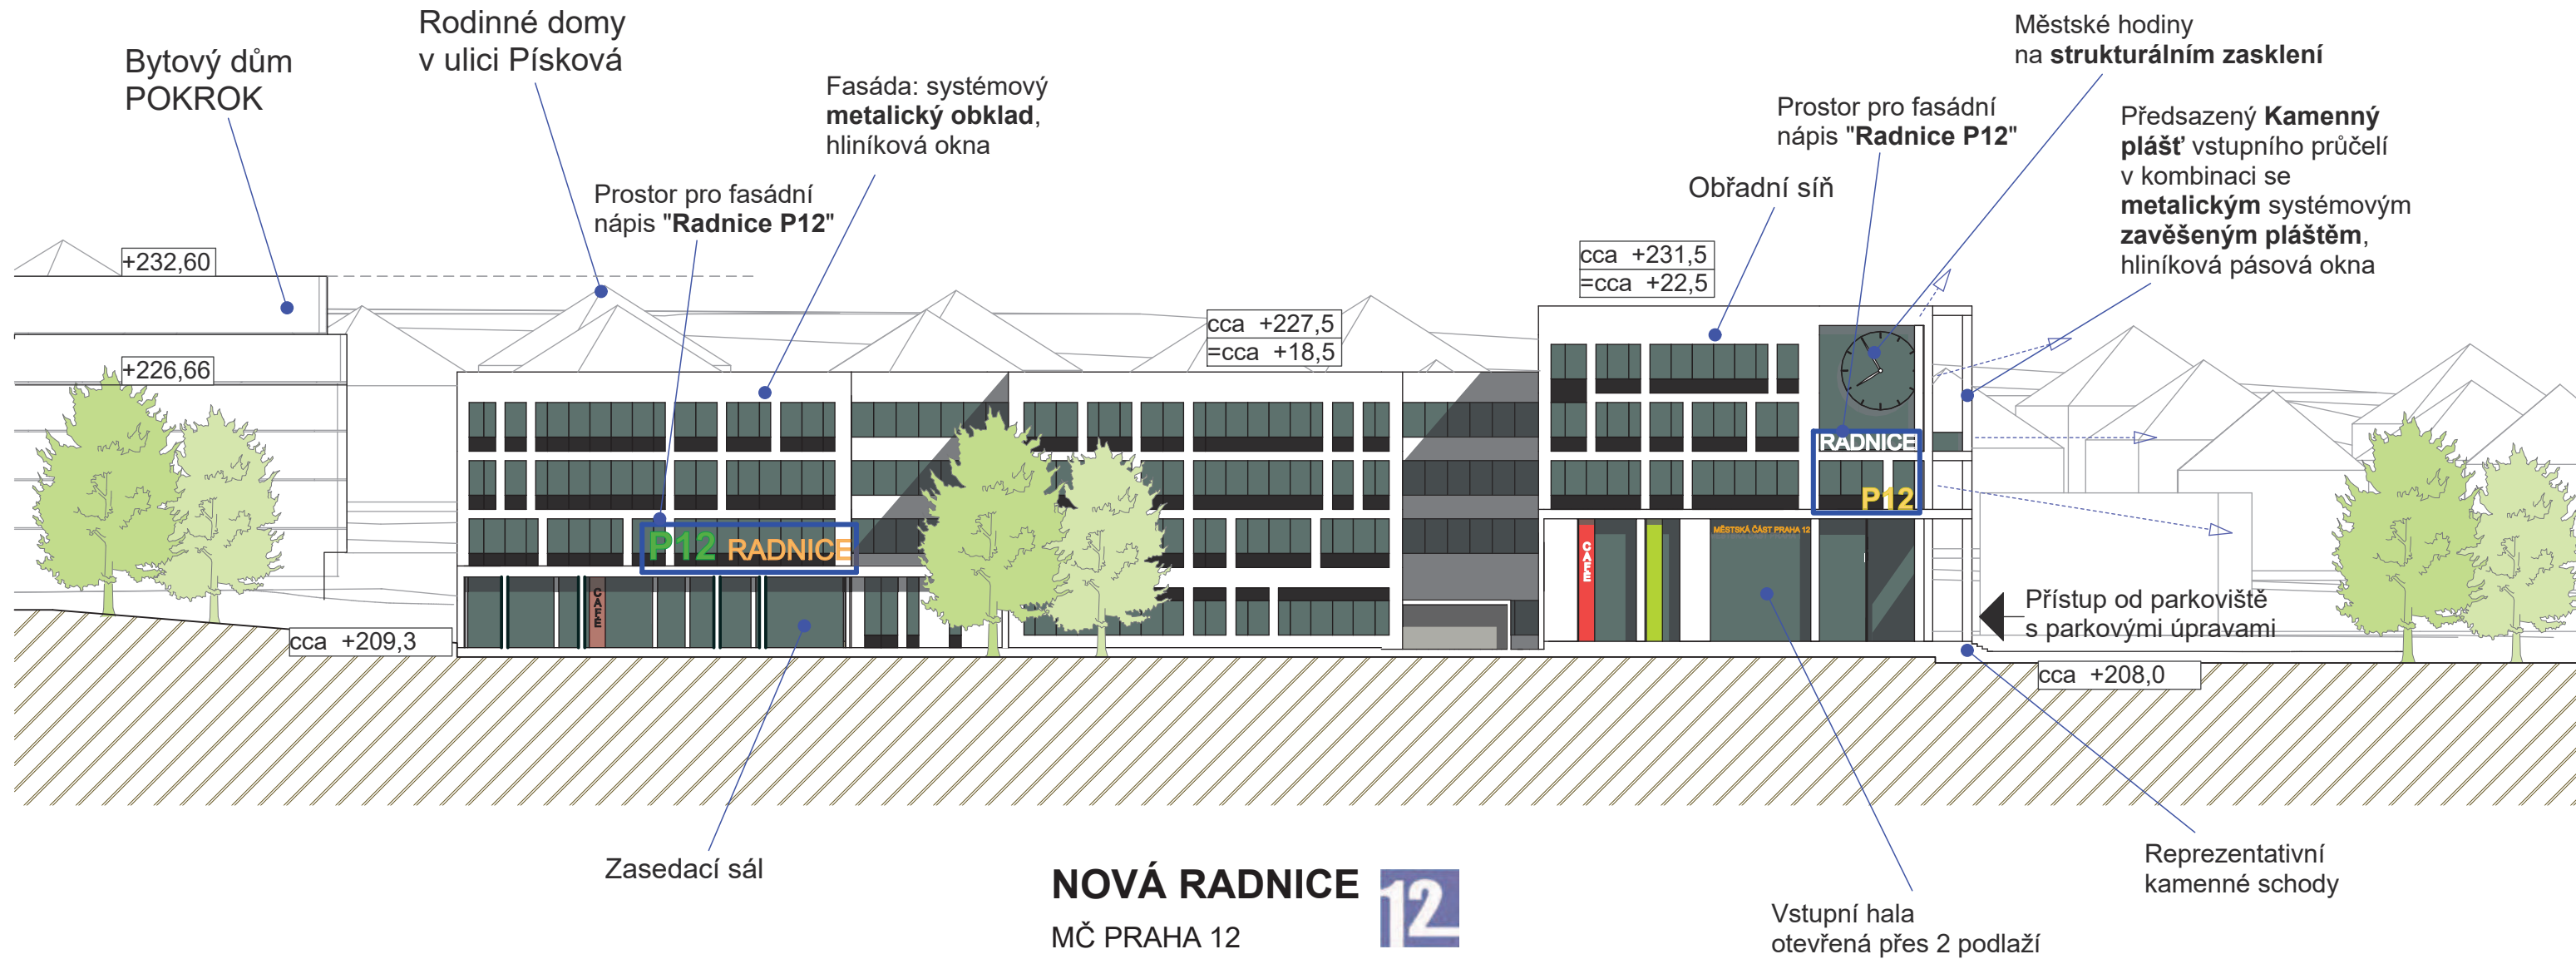 Bytový dům
POKROK
Rodinné domy
v ulici Písková
Fasáda: systémový
metalický obklad,
hliníková okna
Prostor pro fasádní
nápis "Radnice P12"
Městské hodiny
na strukturálním zasklení
Prostor pro fasádní
nápis "Radnice P12"
Předsazený Kamenný
plášť vstupního průčelí
v kombinaci se
metalickým systémovým
zavěšeným pláštěm,
hliníková pásová okna
Obřadní síň
+232,60
+226,66
cca +227,5
=cca +18,5
cca +231,5
=cca +22,5
RADNICE
P12
P12 RADNICE
CAFÉ
CAFÉ
MĚSTSKÁ ČÁST PRAHA 12
Přístup od parkoviště
s parkovými úpravami
cca +209,3
cca +208,0
Zasedací sál
NOVÁ RADNICE
MČ PRAHA 12
12
Vstupní hala
otevřená přes 2 podlaží
Reprezentativní
kamenné schody